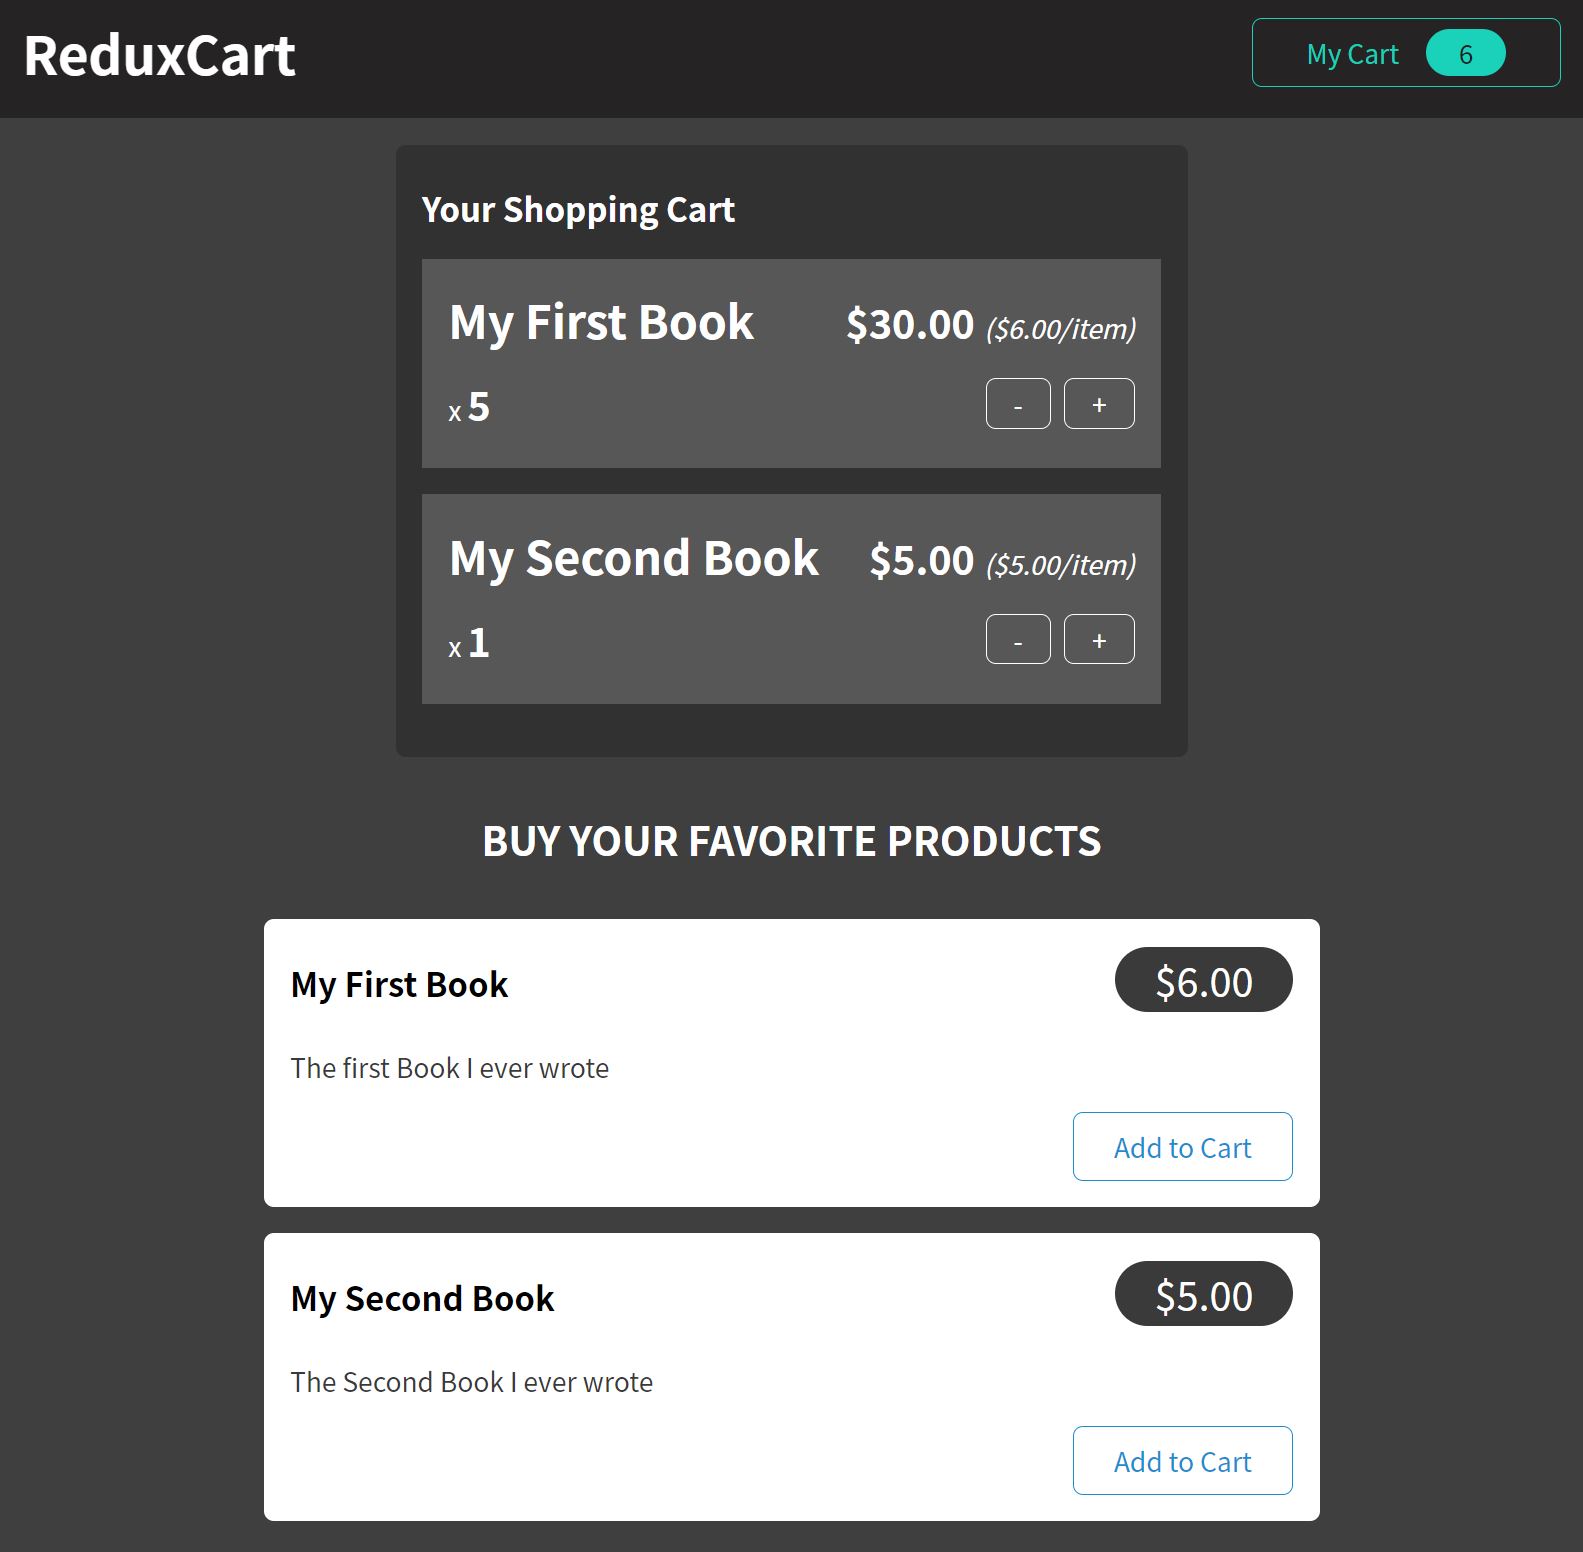 ReduxCart
My Cart 6
Your Shopping Cart
My First Book $30.00 ($6.00/item)
x 5 - +
My Second Book $5.00 ($5.00/item)
x 1 - +
BUY YOUR FAVORITE PRODUCTS
My First Book $6.00
The first Book I ever wrote
Add to Cart
My Second Book $5.00
The Second Book I ever wrote
Add to Cart